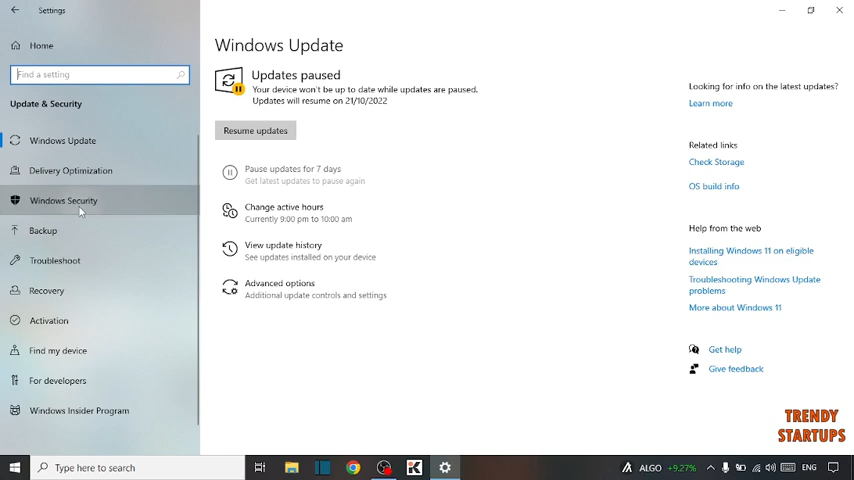 Settings
Home
Find a setting
Update & Security
Windows Update
Delivery Optimization
Windows Security
Backup
Troubleshoot
Recovery
Activation
Find my device
For developers
Windows Insider Program
Windows Update
Updates paused
Your device won't be up to date while updates are paused.
Updates will resume on 21/10/2022
Resume updates
Pause updates for 7 days
Get latest updates to pause again
Change active hours
Currently 9:00 pm to 10:00 am
View update history
See updates installed on your device
Advanced options
Additional update controls and settings
Looking for info on the latest updates?
Learn more
Related links
Check Storage
OS build info
Help from the web
Installing Windows 11 on eligible
devices
Troubleshooting Windows Update
problems
More about Windows 11
Get help
Give feedback
TRENDY
STARTUPS
Type here to search
K
ALGO +9.27%
ENG